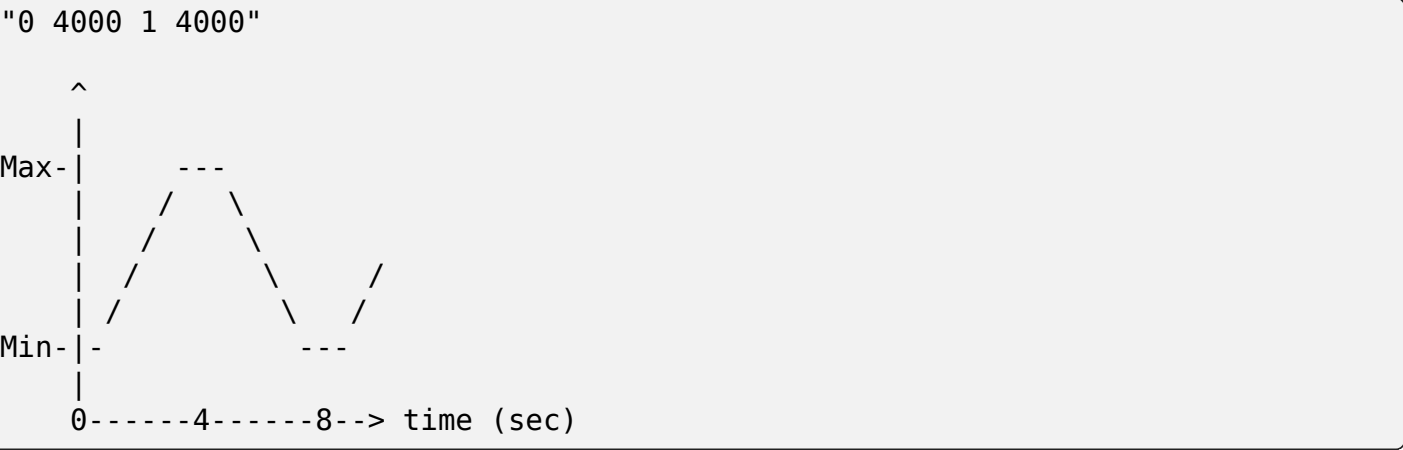 "0 4000 1 4000"

     ^
     |
Max-|     ---
     |    /   \
     |   /     \
     |  /       \     /
     | /         \   /
Min-|-           ---
     |
     0------4------8--> time (sec)